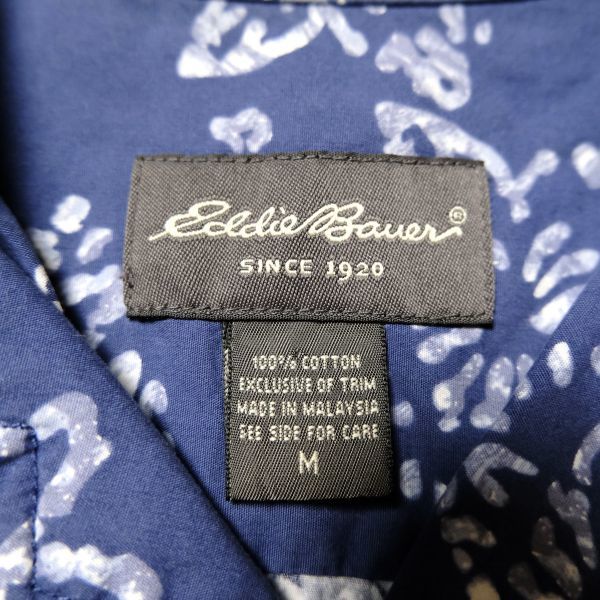 Eddie Bauer®
SINCE 1920
100% COTTON
EXCLUSIVE OF TRIM
MADE IN MALAYSIA
SEE SIDE FOR CARE
M